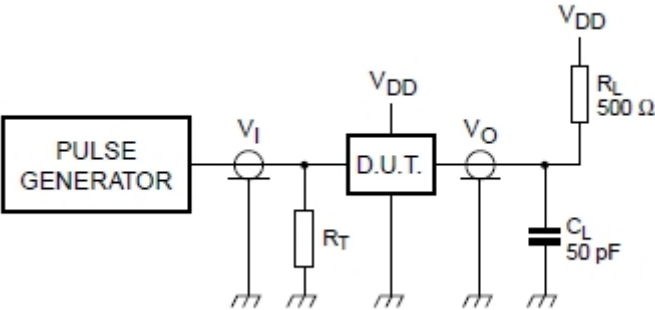 VDD
RL
500 Ω
VDD
VI
VO
PULSE
GENERATOR
D.U.T.
RT
CL
50 pF